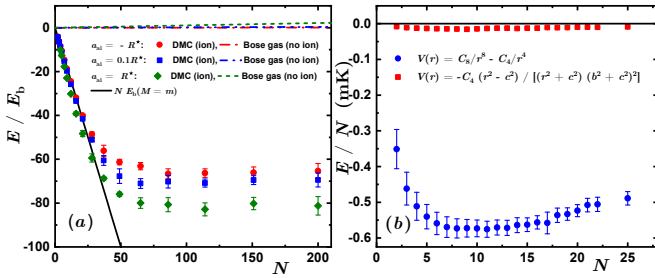 (a)
E / E_b
0
-20
-40
-60
-80
-100
a_ai = - R*: DMC (ion), Bose gas (no ion)
a_ai = 0.1R*: DMC (ion), Bose gas (no ion)
a_ai = R*: DMC (ion), Bose gas (no ion)
N E_b(M = m)
0 50 100 150 200
N
(b)
E / N (mK)
0.0
-0.1
-0.2
-0.3
-0.4
-0.5
-0.6
V(r) = C_8/r^8 - C_4/r^4
V(r) = -C_4 (r^2 - c^2) / [(r^2 + c^2) (b^2 + c^2)^2]
0 5 10 15 20 25
N